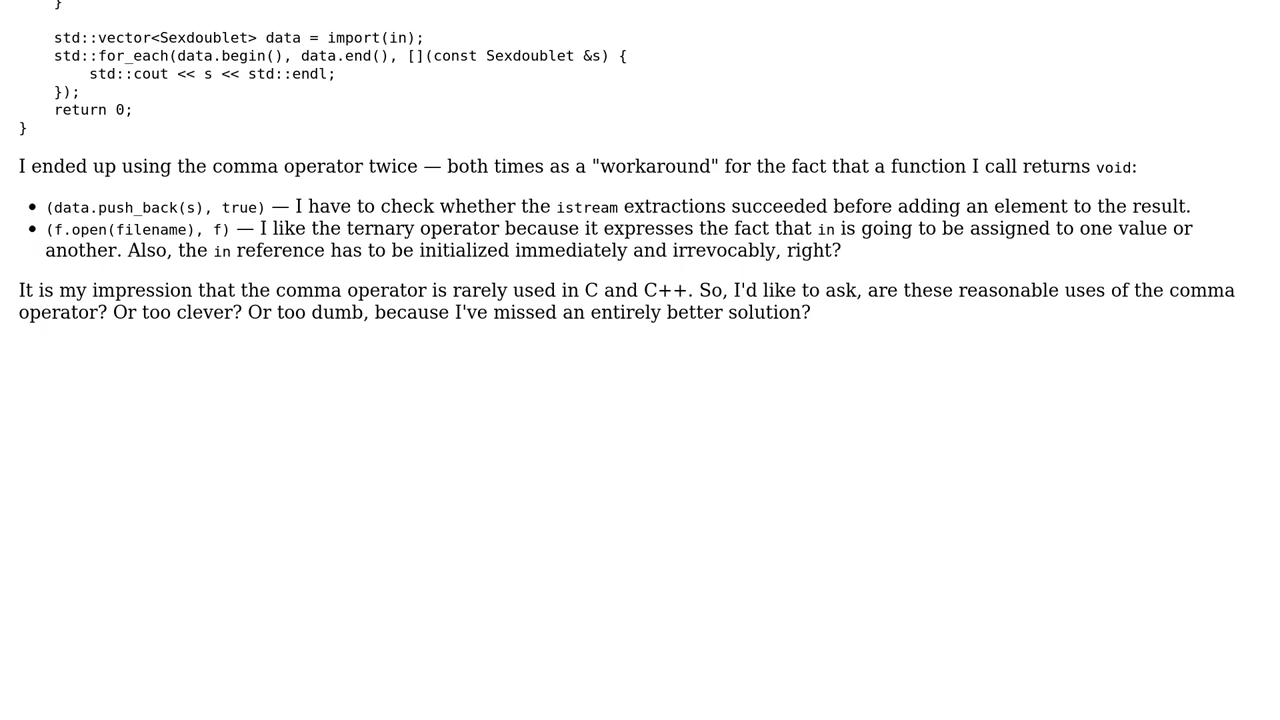 }
std::vector<Sexdoublet> data = import(in);
std::for_each(data.begin(), data.end(), [](const Sexdoublet &s) {
std::cout << s << std::endl;
});
return 0;
}
I ended up using the comma operator twice — both times as a "workaround" for the fact that a function I call returns void:
• (data.push_back(s), true) — I have to check whether the istream extractions succeeded before adding an element to the result.
• (f.open(filename), f) — I like the ternary operator because it expresses the fact that in is going to be assigned to one value or
another. Also, the in reference has to be initialized immediately and irrevocably, right?
It is my impression that the comma operator is rarely used in C and C++. So, I'd like to ask, are these reasonable uses of the comma
operator? Or too clever? Or too dumb, because I've missed an entirely better solution?